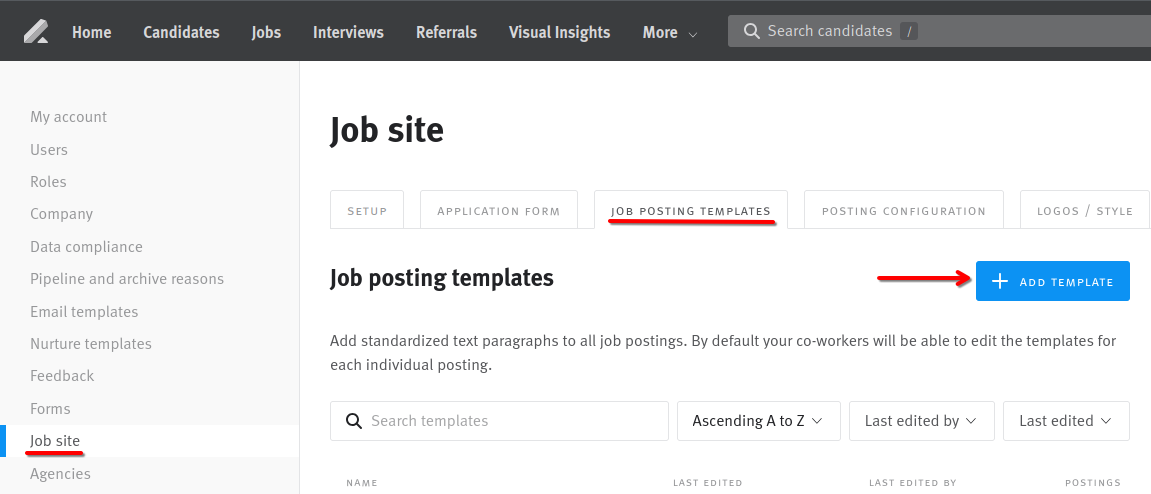 Home Candidates Jobs Interviews Referrals Visual Insights More Search candidates /
My account
Users
Roles
Company
Data compliance
Pipeline and archive reasons
Email templates
Nurture templates
Feedback
Forms
Job site
Agencies
Job site
SETUP APPLICATION FORM JOB POSTING TEMPLATES POSTING CONFIGURATION LOGOS / STYLE
Job posting templates
ADD TEMPLATE
Add standardized text paragraphs to all job postings. By default your co-workers will be able to edit the templates for
each individual posting.
Search templates Ascending A to Z Last edited by Last edited
NAME LAST EDITED LAST EDITED BY POSTINGS